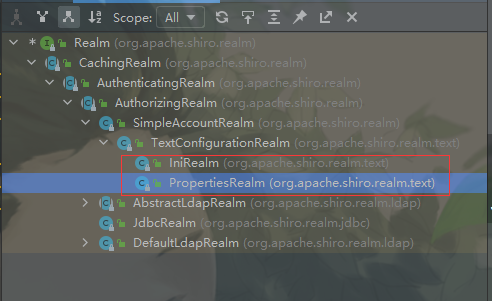 Scope: All
* Realm (org.apache.shiro.realm)
CachingRealm (org.apache.shiro.realm)
AuthenticatingRealm (org.apache.shiro.realm)
AuthorizingRealm (org.apache.shiro.realm)
SimpleAccountRealm (org.apache.shiro.realm)
TextConfigurationRealm (org.apache.shiro.realm.text)
IniRealm (org.apache.shiro.realm.text)
PropertiesRealm (org.apache.shiro.realm.text)
AbstractLdapRealm (org.apache.shiro.realm.ldap)
JdbcRealm (org.apache.shiro.realm.jdbc)
DefaultLdapRealm (org.apache.shiro.realm.ldap)